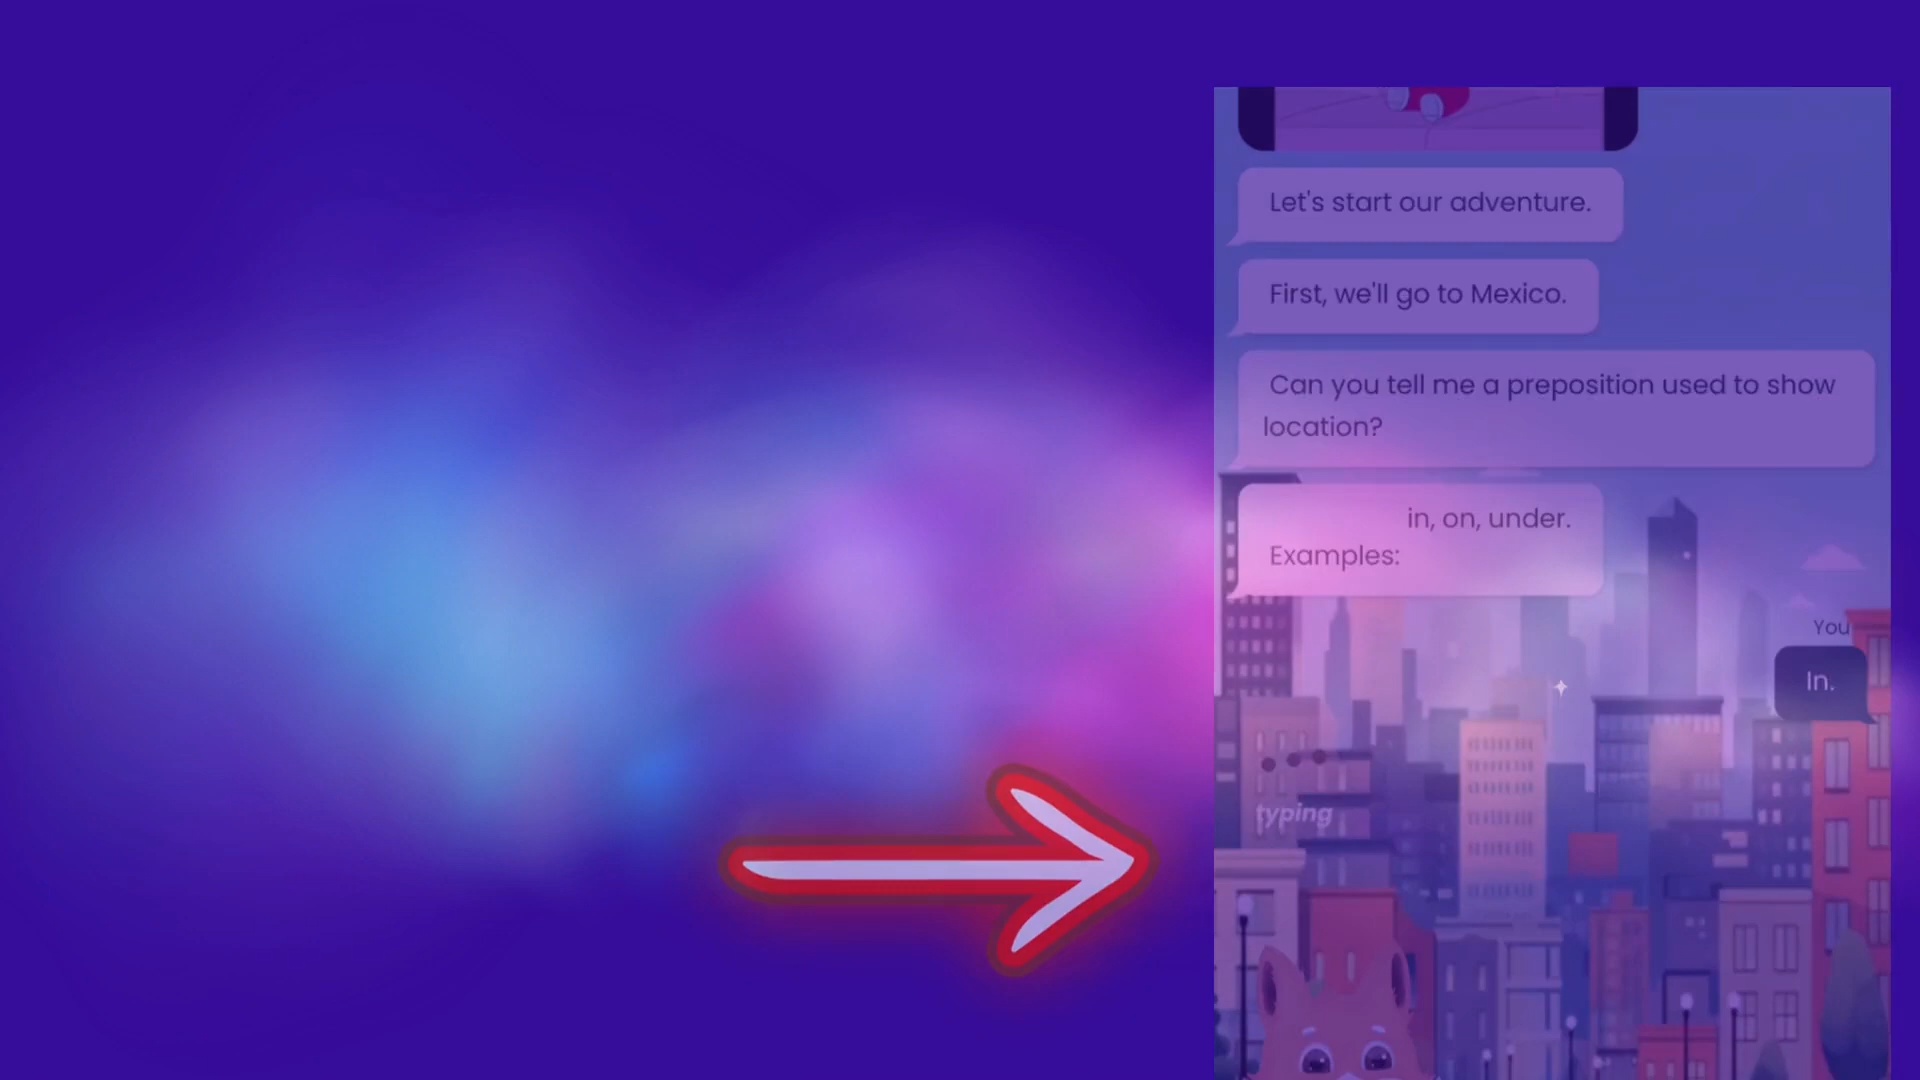 Let's start our adventure.
First, we'll go to Mexico.
Can you tell me a preposition used to show
location?
in, on, under.
Examples:
You
In.
typing